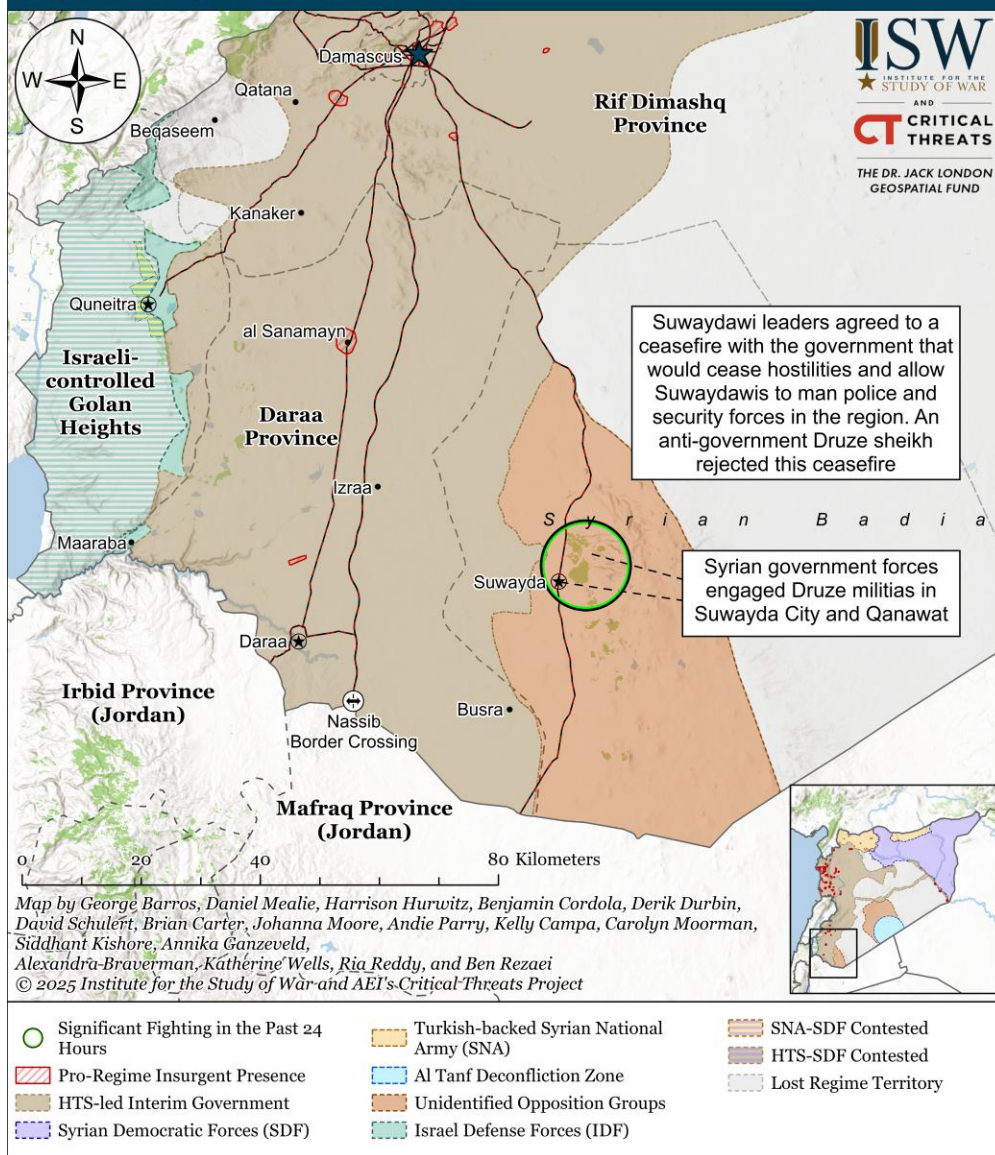 N
W
E
S
ISW
INSTITUTE FOR THE
STUDY OF WAR
AND
CT CRITICAL
THREATS
THE DR. JACK LONDON
GEOSPATIAL FUND
Damascus
Qatana
Beqaseem
Rif Dimashq
Province
Kanaker
Quneitra
al Sanamayn
Israeli-
controlled
Golan
Heights
Daraa
Province
Izraa
Maaraba
Suwaydawi leaders agreed to a
ceasefire with the government that
would cease hostilities and allow
Suwaydawis to man police and
security forces in the region. An
anti-government Druze sheikh
rejected this ceasefire
Syrian Badia
Suwayda
Syrian government forces
engaged Druze militias in
Suwayda City and Qanawat
Daraa
Irbid Province
(Jordan)
Nassib
Border Crossing
Busra
Mafraq Province
(Jordan)
0 20 40 80 Kilometers
Map by George Barros, Daniel Mealie, Harrison Hurwitz, Benjamin Cordola, Derik Durbin,
David Schulert, Brian Carter, Johanna Moore, Andie Parry, Kelly Campa, Carolyn Moorman,
Siddhant Kishore, Annika Ganzeveld,
Alexandra Braverman, Katherine Wells, Ria Reddy, and Ben Rezaei
© 2025 Institute for the Study of War and AEI's Critical Threats Project
Significant Fighting in the Past 24
Hours
Pro-Regime Insurgent Presence
HTS-led Interim Government
Syrian Democratic Forces (SDF)
Turkish-backed Syrian National
Army (SNA)
Al Tanf Deconfliction Zone
Unidentified Opposition Groups
Israel Defense Forces (IDF)
SNA-SDF Contested
HTS-SDF Contested
Lost Regime Territory